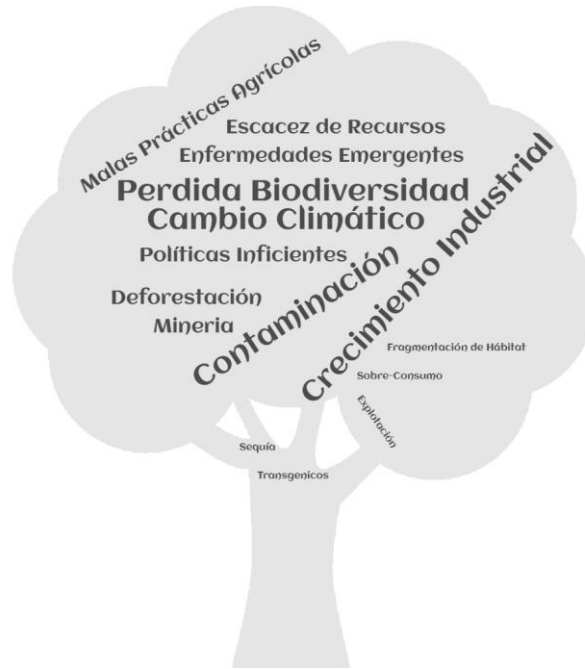 Malas Prácticas Agrícolas
Escacez de Recursos
Enfermedades Emergentes
Perdida Biodiversidad
Cambio Climático
Políticas Inficientes
Deforestación
Mineria
Contaminación
Crecimiento Industrial
Fragmentación de Hábitat
Sobre-Consumo
Explotación
Sequía
Transgenicos